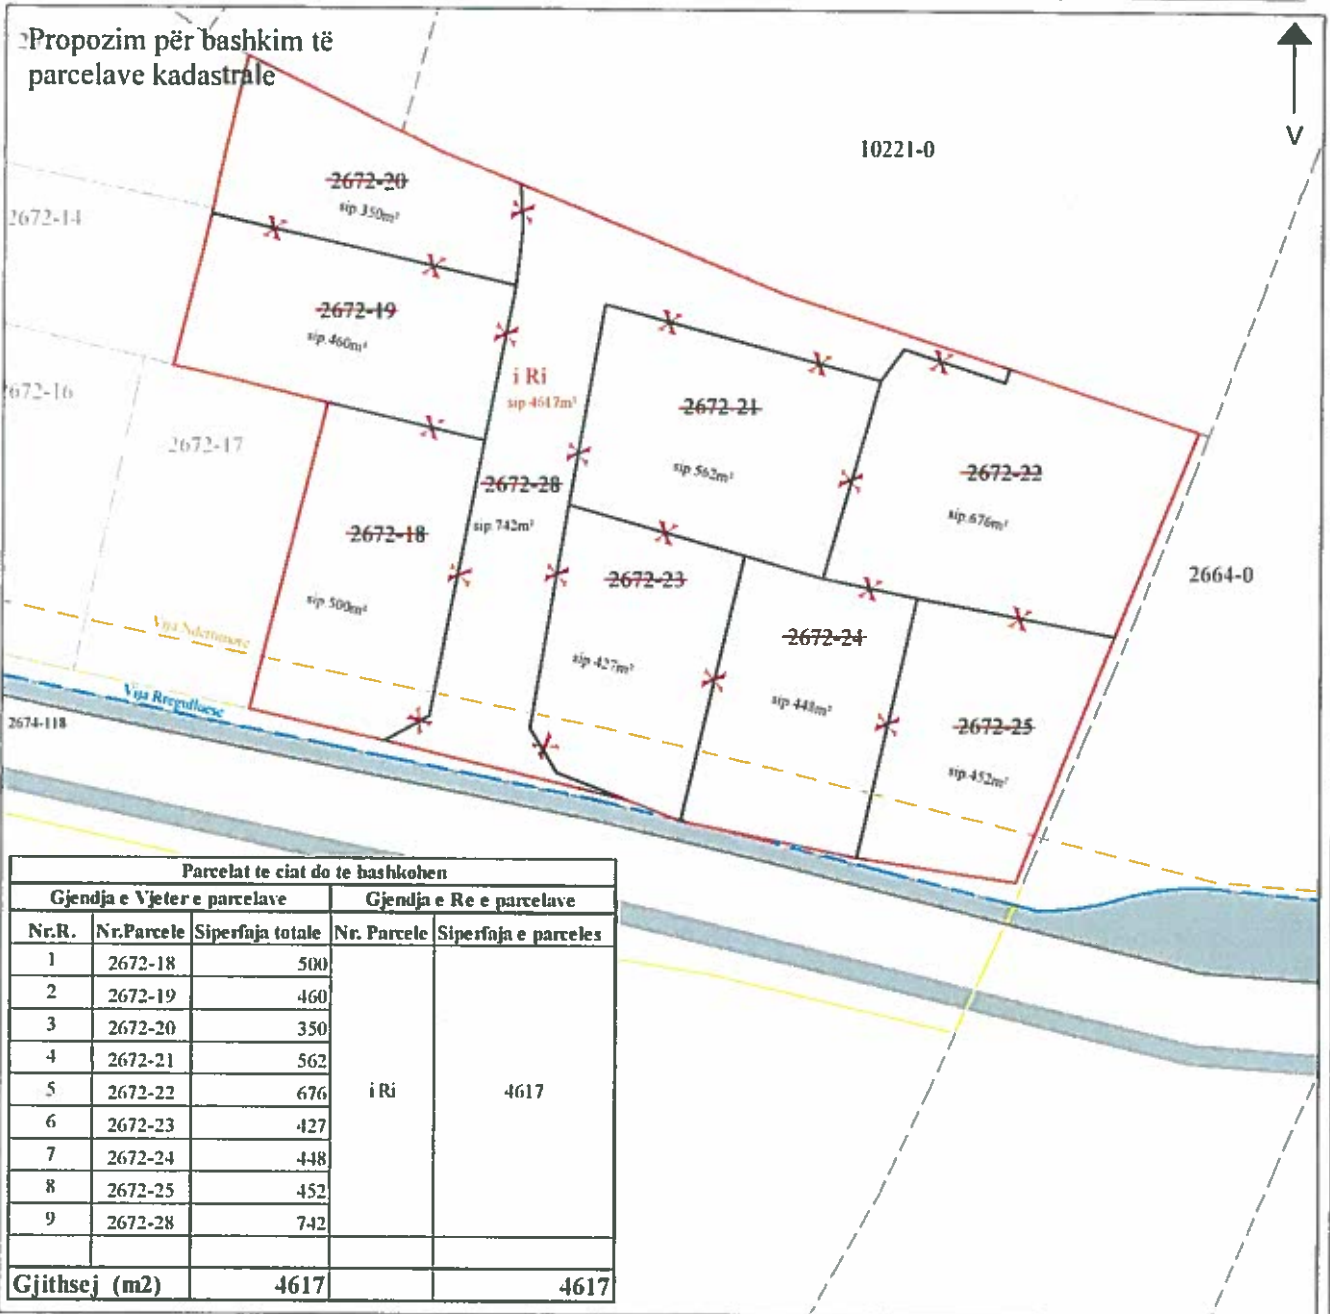 Propozim për bashkim të
parcelave kadastrale
V
10221-0
2672-20
sip.350m²
2672-14
2672-19
sip.460m²
i Ri
sip.4617m²
672-16
2672-17
2672-21
sip.562m²
2672-22
sip.676m²
2672-28
sip.742m²
2672-18
sip.500m²
2672-23
sip.427m²
2664-0
2672-24
sip.448m²
Vija Ndertimore
Vija Rregulluese
2674-118
2672-25
sip.452m²
Parcelat te ciat do te bashkohen
Gjendja e Vjeter e parcelave Gjendja e Re e parcelave
Nr.R. Nr.Parcele Siperfaja totale Nr. Parcele Siperfaja e parceles
1 2672-18 500
2 2672-19 460
3 2672-20 350
4 2672-21 562
5 2672-22 676 i Ri 4617
6 2672-23 427
7 2672-24 448
8 2672-25 452
9 2672-28 742
Gjithsej (m2) 4617 4617